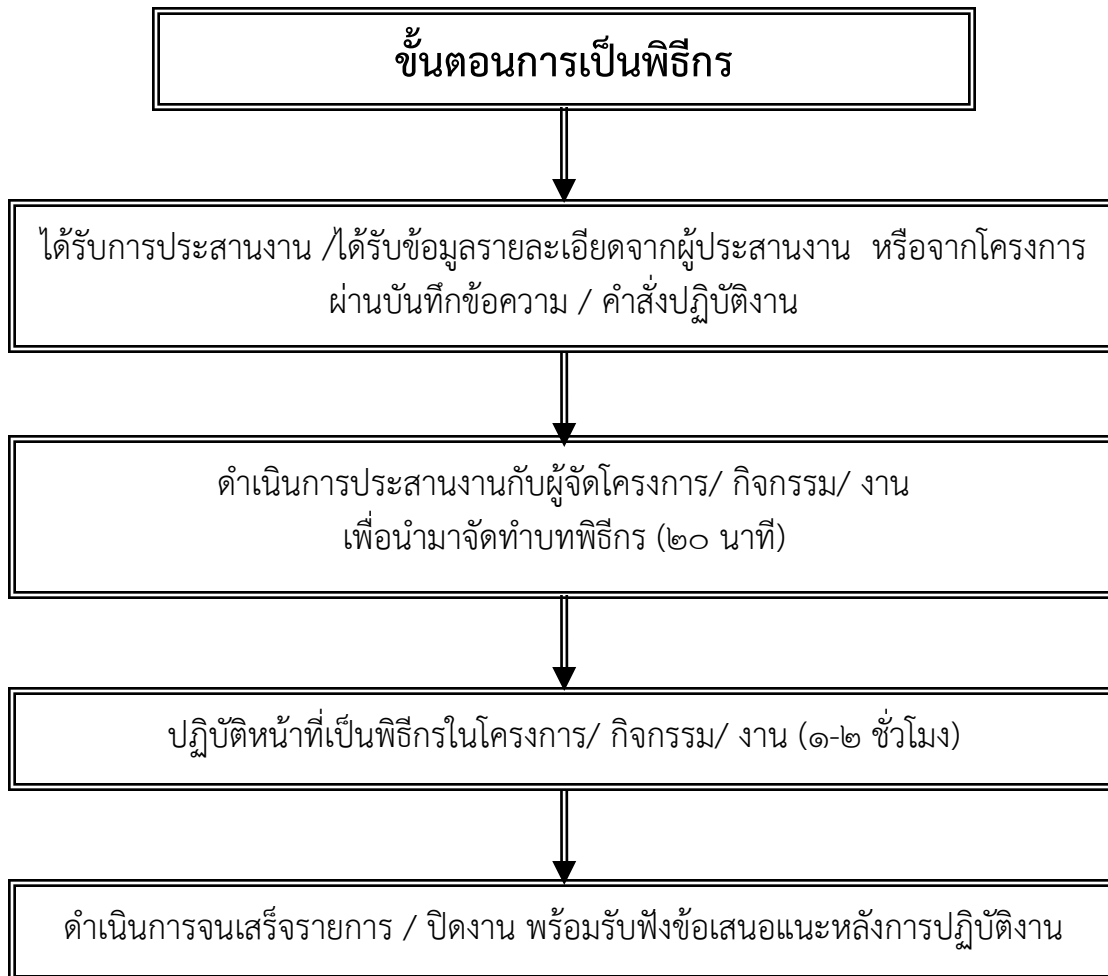 ขั้นตอนการเป็นพิธีกร
ได้รับการประสานงาน /ได้รับข้อมูลรายละเอียดจากผู้ประสานงาน หรือจากโครงการ
ผ่านบันทึกข้อความ / คำสั่งปฏิบัติงาน
ดำเนินการประสานงานกับผู้จัดโครงการ/ กิจกรรม/ งาน
เพื่อนำมาจัดทำบทพิธีกร (๒๐ นาที)
ปฏิบัติหน้าที่เป็นพิธีกรในโครงการ/ กิจกรรม/ งาน (๑-๒ ชั่วโมง)
ดำเนินการจนเสร็จรายการ / ปิดงาน พร้อมรับฟังข้อเสนอแนะหลังการปฏิบัติงาน